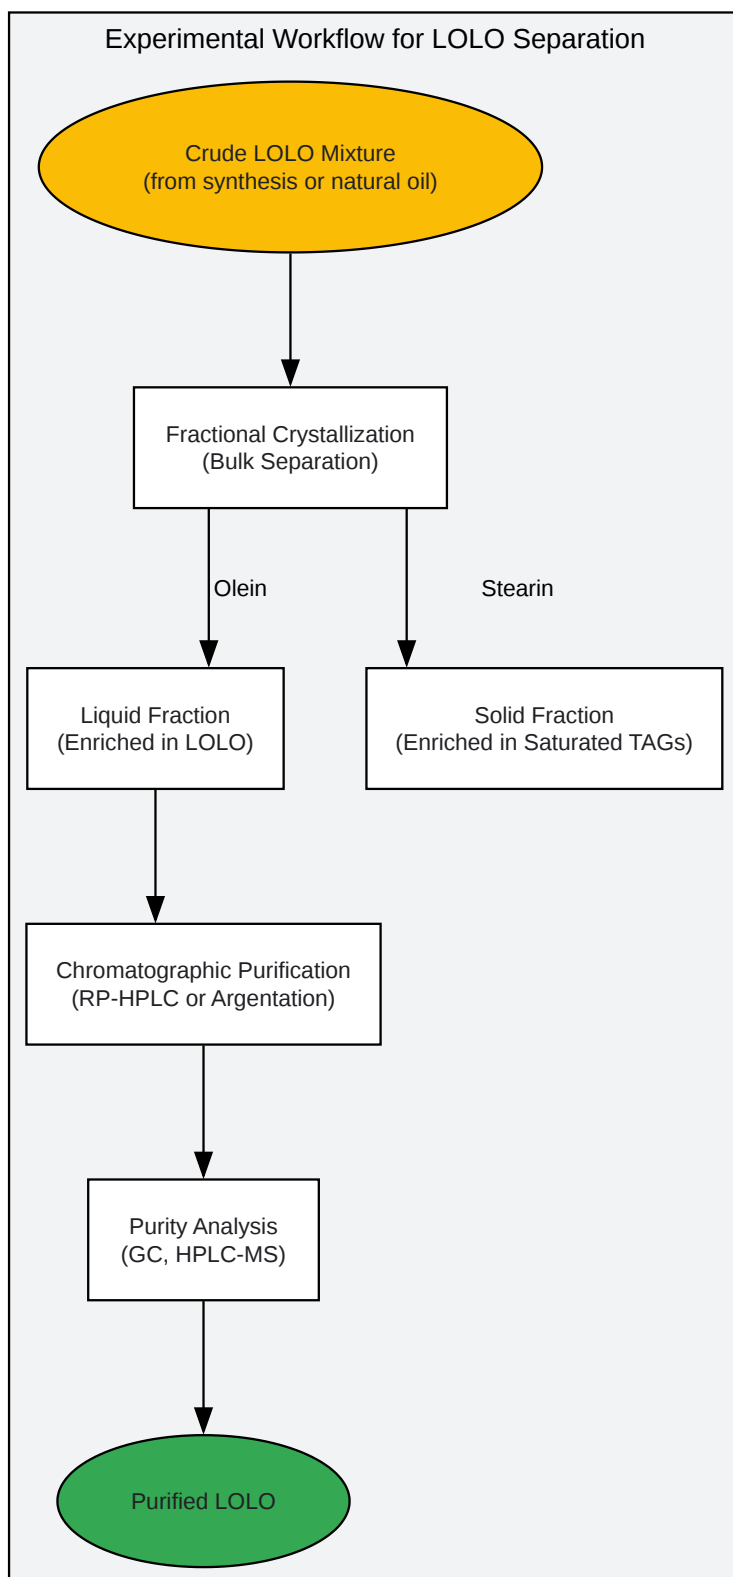 Experimental Workflow for LOLO Separation
Crude LOLO Mixture
(from synthesis or natural oil)
Fractional Crystallization
(Bulk Separation)
Olein
Stearin
Liquid Fraction
(Enriched in LOLO)
Solid Fraction
(Enriched in Saturated TAGs)
Chromatographic Purification
(RP-HPLC or Argentation)
Purity Analysis
(GC, HPLC-MS)
Purified LOLO